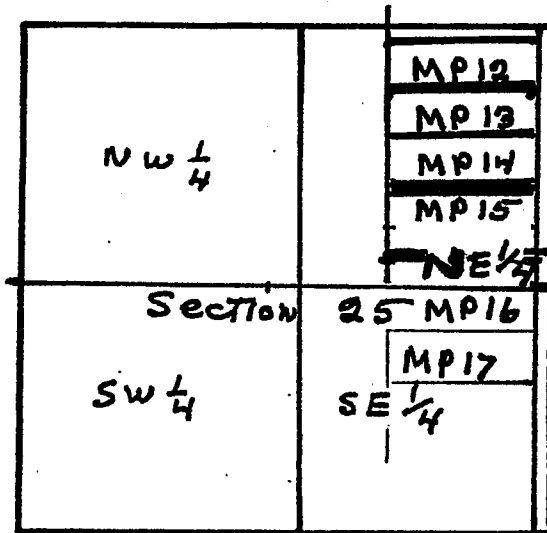 MP12
MP13
NW 1/4
MP14
MP15
NE 1/4
Section 25 MP16
MP17
SW 1/4
SE 1/4